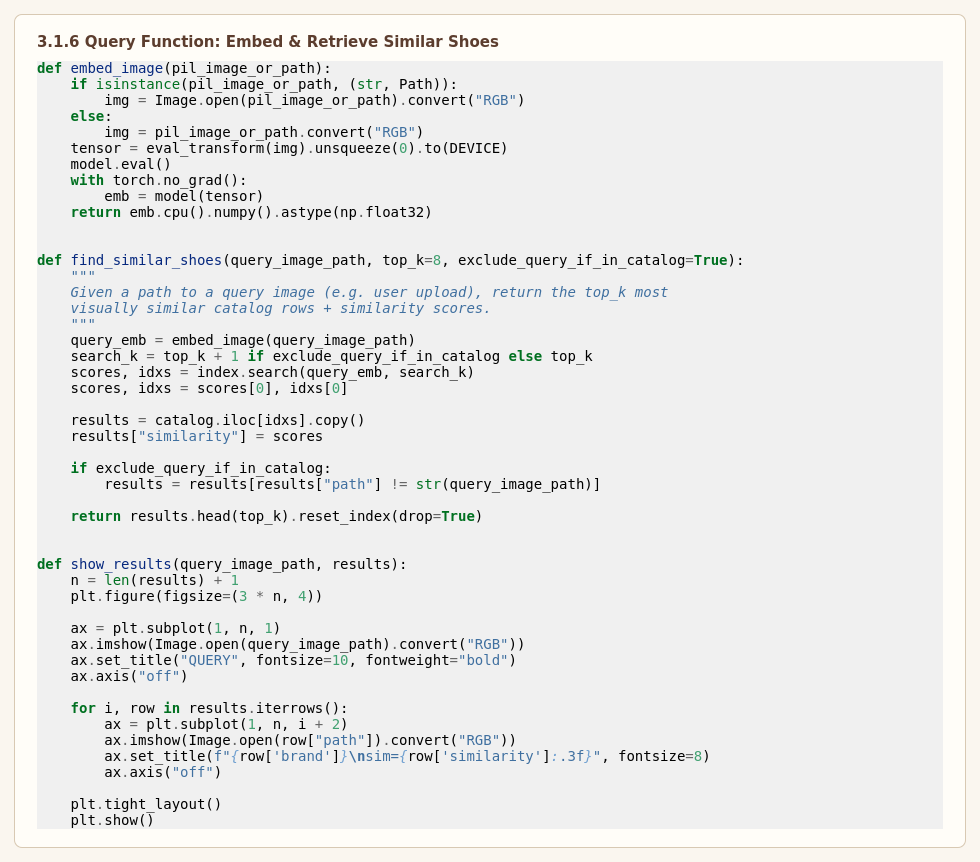 3.1.6 Query Function: Embed & Retrieve Similar Shoes
def embed_image(pil_image_or_path):
    if isinstance(pil_image_or_path, (str, Path)):
        img = Image.open(pil_image_or_path).convert("RGB")
    else:
        img = pil_image_or_path.convert("RGB")
    tensor = eval_transform(img).unsqueeze(0).to(DEVICE)
    model.eval()
    with torch.no_grad():
        emb = model(tensor)
    return emb.cpu().numpy().astype(np.float32)


def find_similar_shoes(query_image_path, top_k=8, exclude_query_if_in_catalog=True):
    """
    Given a path to a query image (e.g. user upload), return the top_k most
    visually similar catalog rows + similarity scores.
    """
    query_emb = embed_image(query_image_path)
    search_k = top_k + 1 if exclude_query_if_in_catalog else top_k
    scores, idxs = index.search(query_emb, search_k)
    scores, idxs = scores[0], idxs[0]

    results = catalog.iloc[idxs].copy()
    results["similarity"] = scores

    if exclude_query_if_in_catalog:
        results = results[results["path"] != str(query_image_path)]

    return results.head(top_k).reset_index(drop=True)


def show_results(query_image_path, results):
    n = len(results) + 1
    plt.figure(figsize=(3 * n, 4))

    ax = plt.subplot(1, n, 1)
    ax.imshow(Image.open(query_image_path).convert("RGB"))
    ax.set_title("QUERY", fontsize=10, fontweight="bold")
    ax.axis("off")

    for i, row in results.iterrows():
        ax = plt.subplot(1, n, i + 2)
        ax.imshow(Image.open(row["path"]).convert("RGB"))
        ax.set_title(f"{row['brand']}\nsim={row['similarity']:.3f}", fontsize=8)
        ax.axis("off")

    plt.tight_layout()
    plt.show()